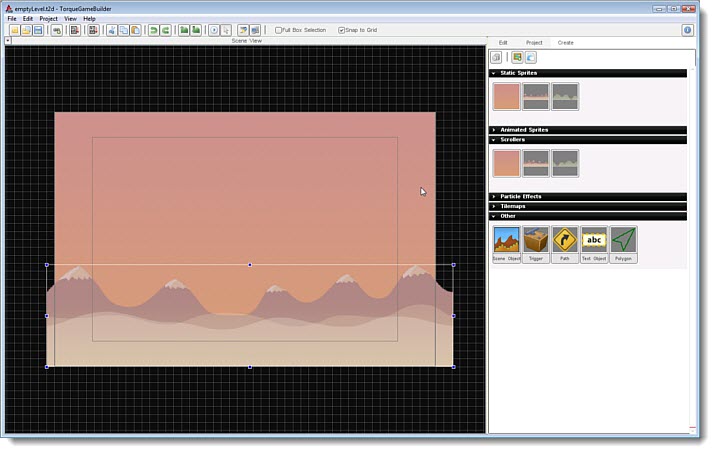 emptyLevel.t2d - TorqueGameBuilder
File Edit Project View Help
Full Box Selection
Snap to Grid
Scene View
Edit Project Create
Static Sprites
Animated Sprites
Scrollers
Particle Effects
Tilemaps
Other
abc
Scene Object Trigger Path Text Object Polygon